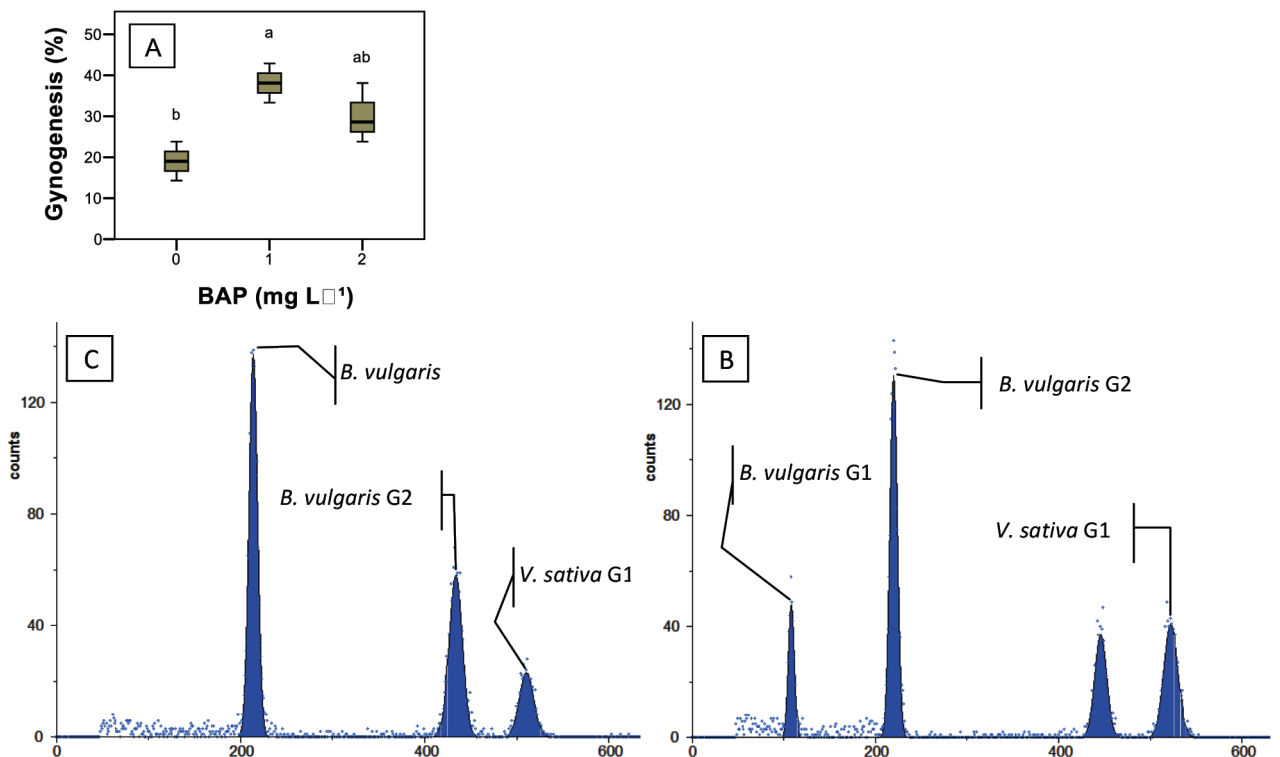 A
Gynogenesis (%)
50
40
30
20
10
0
b
a
ab
0 1 2
BAP (mg L□¹)
C
counts
120
80
40
0
B. vulgaris
B. vulgaris G2
V. sativa G1
0 200 400 600
B
counts
120
80
40
0
B. vulgaris G2
B. vulgaris G1
V. sativa G1
0 200 400 600